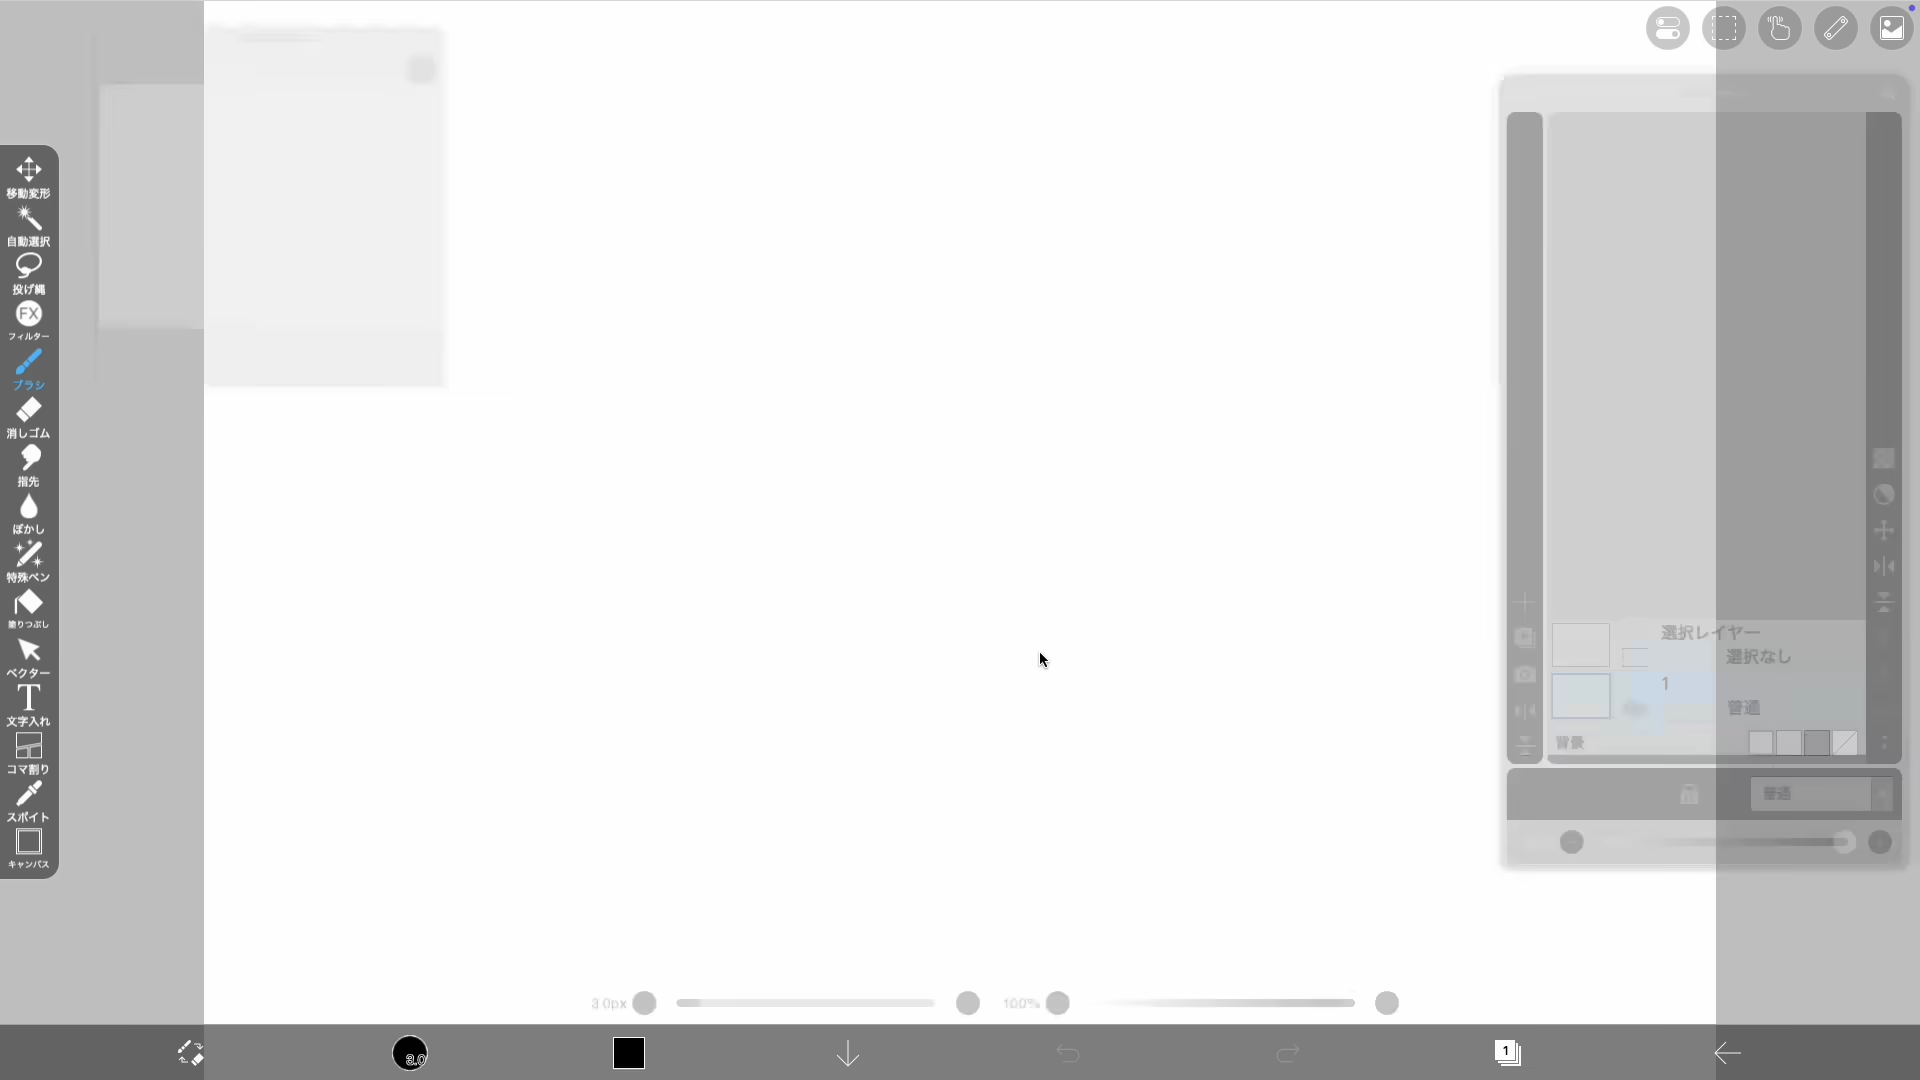 移動変形
自動選択
投げ縄
FX
フィルター
ブラシ
消しゴム
指先
ぼかし
特殊ペン
塗りつぶし
ベクター
文字入れ
コマ割り
スポイト
キャンバス
選択レイヤー
選択なし
1
普通
背景
普通
3.0px
100%
3.0
1